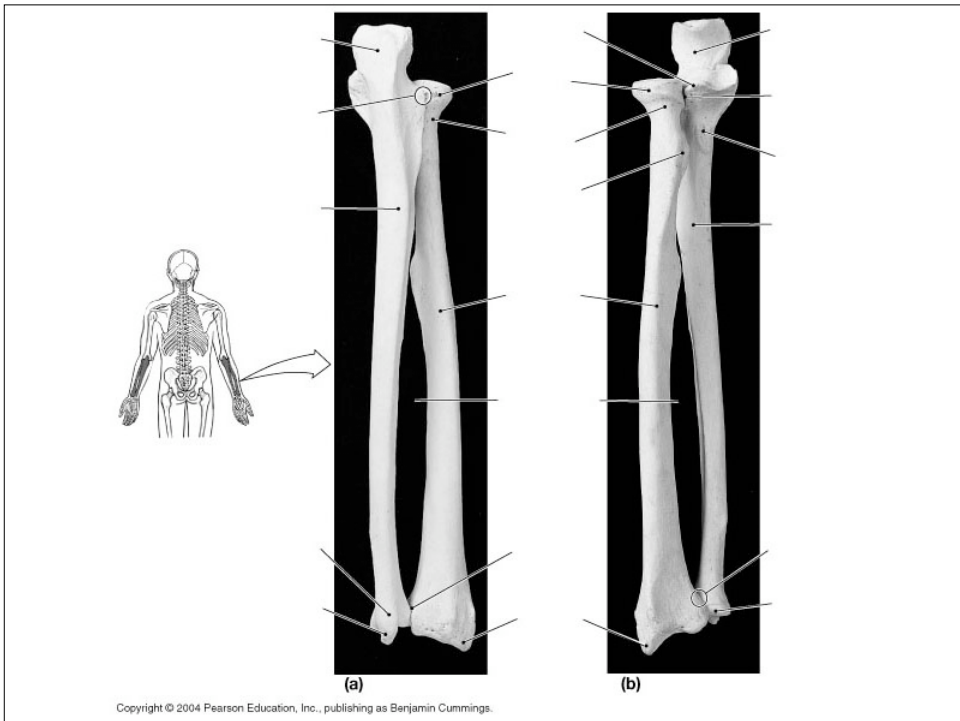 (a)
(b)
Copyright © 2004 Pearson Education, Inc., publishing as Benjamin Cummings.